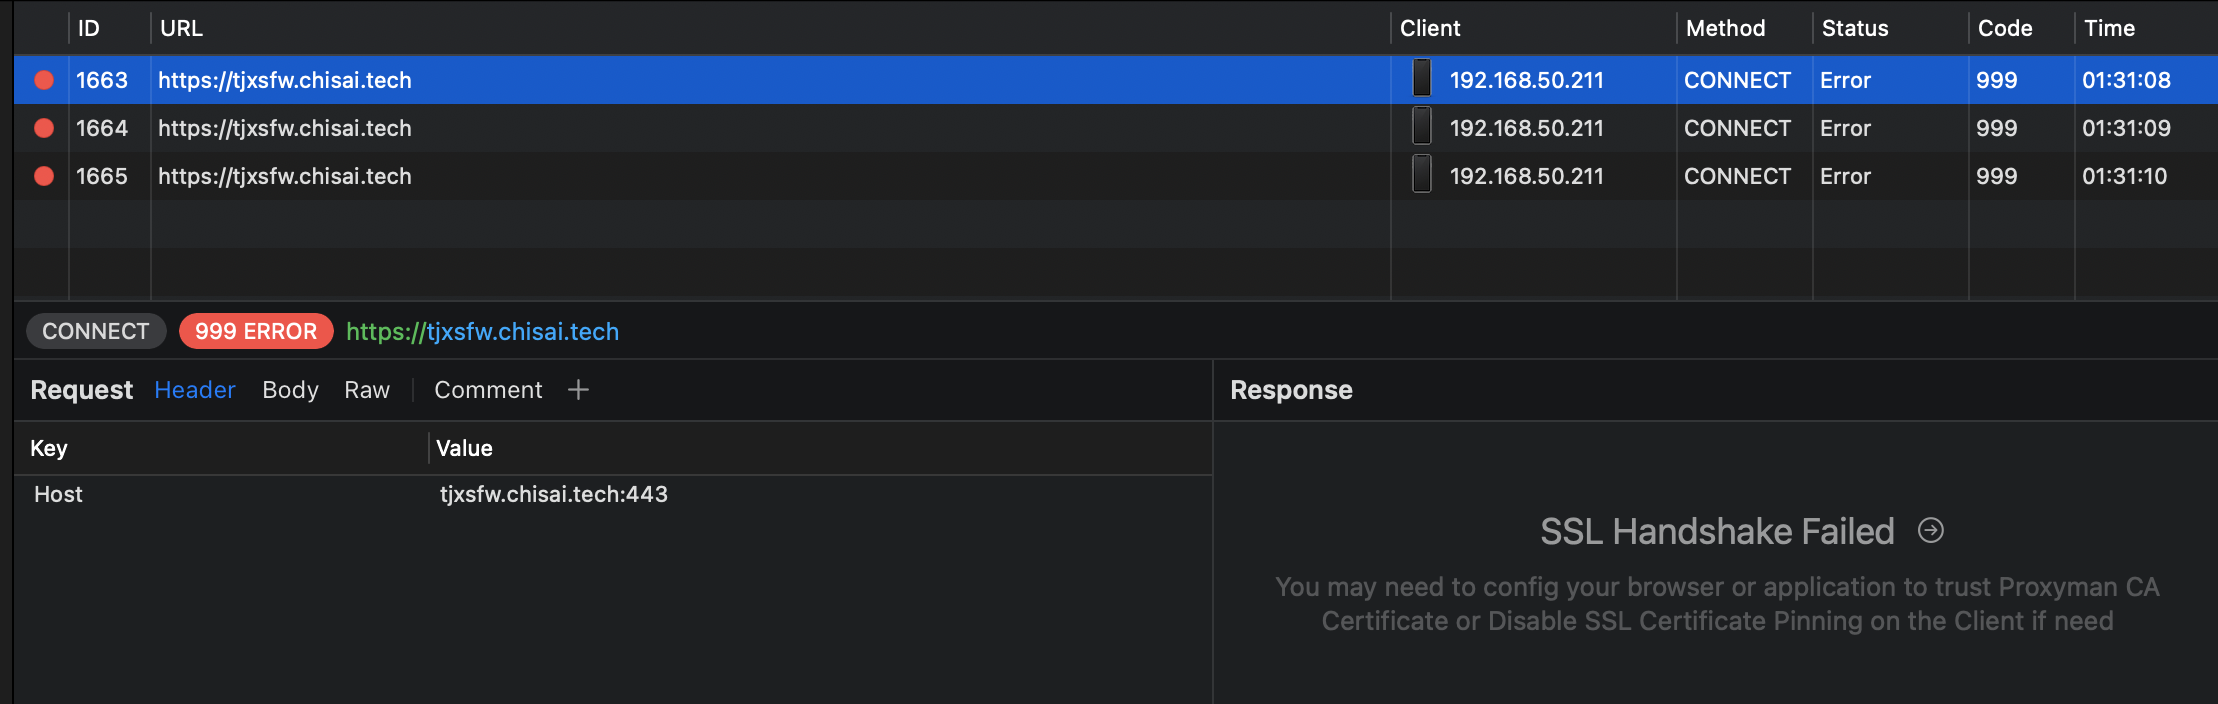 ID URL Client Method Status Code Time
1663 https://tjxsfw.chisai.tech 192.168.50.211 CONNECT Error 999 01:31:08
1664 https://tjxsfw.chisai.tech 192.168.50.211 CONNECT Error 999 01:31:09
1665 https://tjxsfw.chisai.tech 192.168.50.211 CONNECT Error 999 01:31:10
CONNECT 999 ERROR https://tjxsfw.chisai.tech
Request Header Body Raw Comment +
Response
Key Value
Host tjxsfw.chisai.tech:443
SSL Handshake Failed
You may need to config your browser or application to trust Proxyman CA
Certificate or Disable SSL Certificate Pinning on the Client if need